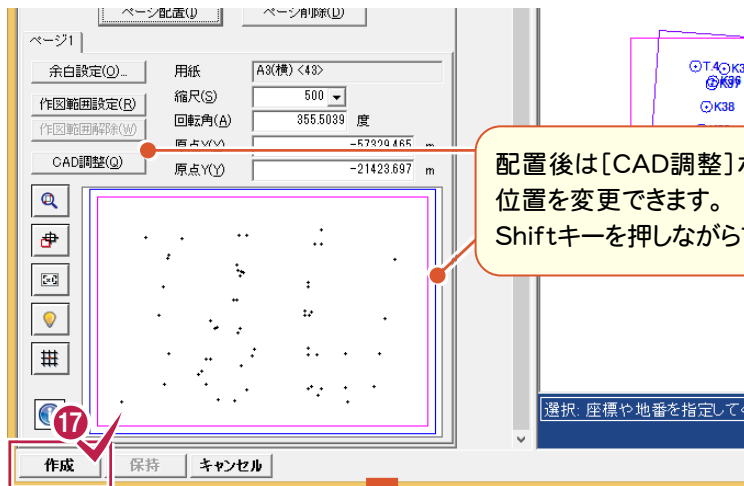 ページ配置(I)
ページ削除(D)
ページ1
余白設定(O)...
用紙
A3(横) <43>
作図範囲設定(R)
縮尺(S)
500
作図範囲解除(W)
回転角(A)
355.5039
度
-57329.465
m
CAD調整(Q)
原点Y(Y)
-21423.697
m
T.4
K38
配置後は[CAD調整]
位置を変更できます。
Shiftキーを押しながら
選択: 座標や地番を指定して
17
作成
保持
キャンセル